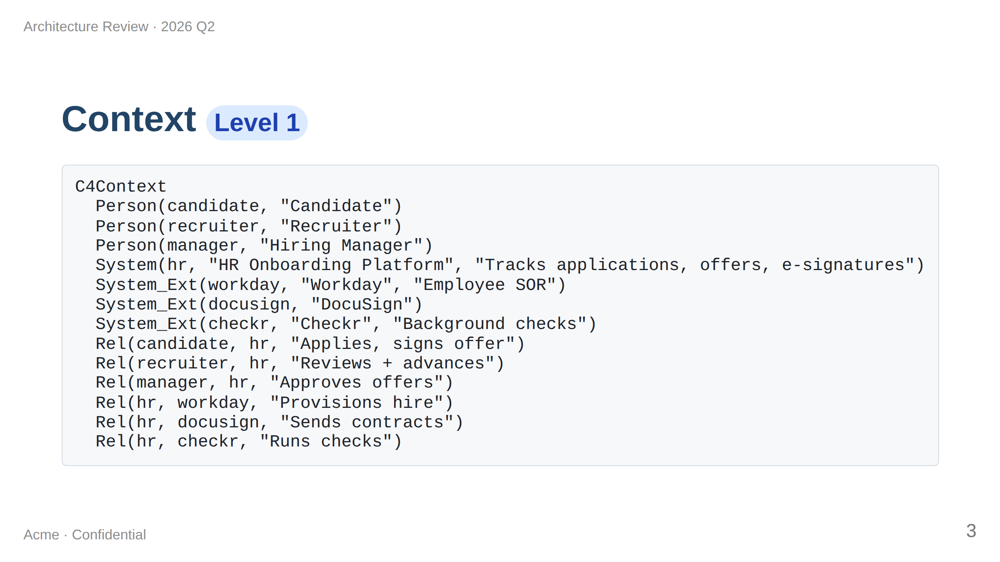 Architecture Review · 2026 Q2
Context Level 1
C4Context
  Person(candidate, "Candidate")
  Person(recruiter, "Recruiter")
  Person(manager, "Hiring Manager")
  System(hr, "HR Onboarding Platform", "Tracks applications, offers, e-signatures")
  System_Ext(workday, "Workday", "Employee SOR")
  System_Ext(docusign, "DocuSign")
  System_Ext(checkr, "Checkr", "Background checks")
  Rel(candidate, hr, "Applies, signs offer")
  Rel(recruiter, hr, "Reviews + advances")
  Rel(manager, hr, "Approves offers")
  Rel(hr, workday, "Provisions hire")
  Rel(hr, docusign, "Sends contracts")
  Rel(hr, checkr, "Runs checks")
Acme · Confidential
3